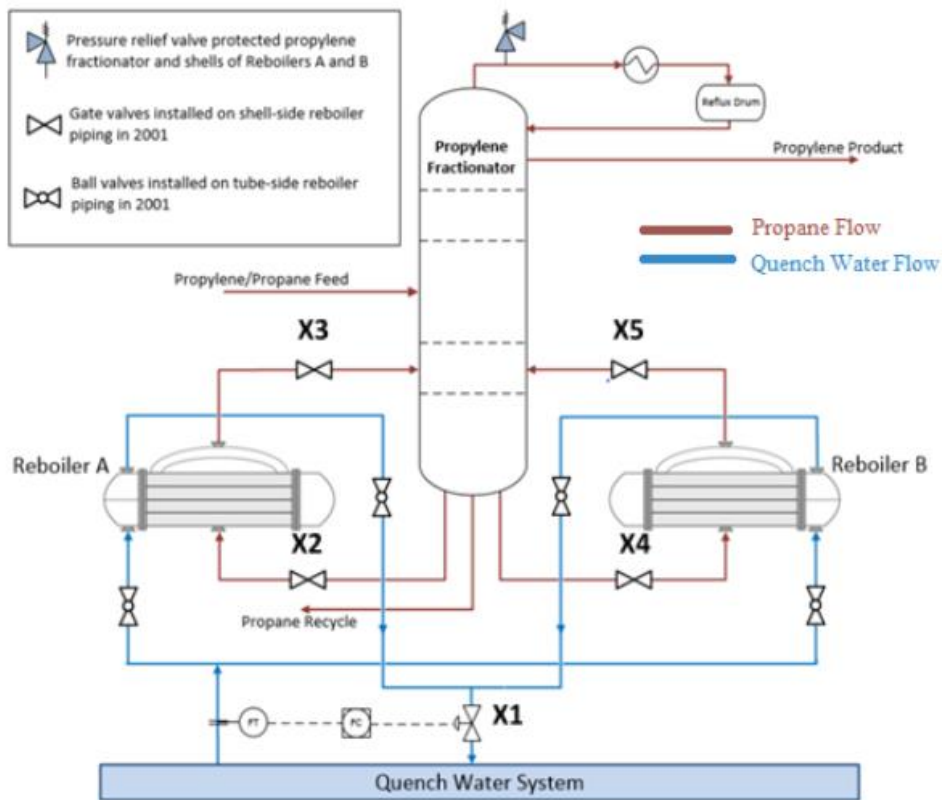 Pressure relief valve protected propylene
fractionator and shells of Reboilers A and B
Gate valves installed on shell-side reboiler
piping in 2001
Ball valves installed on tube-side reboiler
piping in 2001
Reflux Drum
Propylene
Fractionator
Propylene Product
Propane Flow
Quench Water Flow
Propylene/Propane Feed
X3
X5
Reboiler A
Reboiler B
X2
X4
Propane Recycle
FT
FC
X1
Quench Water System